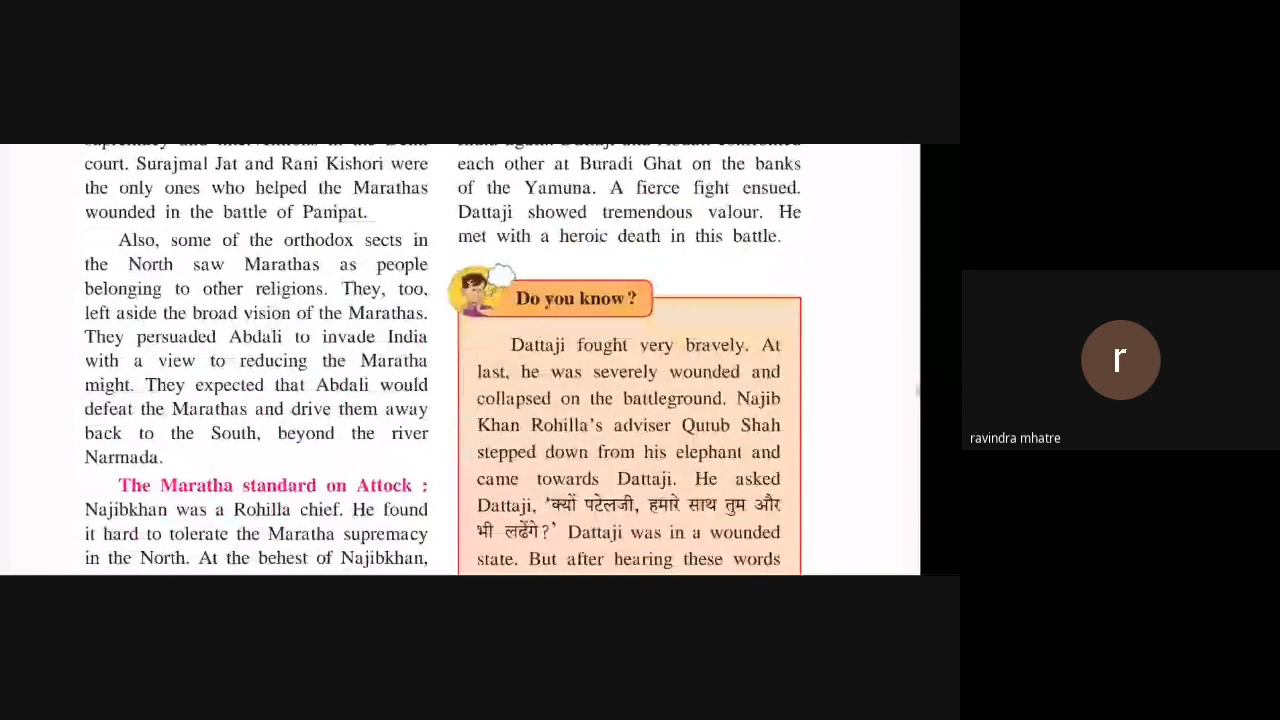 court. Surajmal Jat and Rani Kishori were
the only ones who helped the Marathas
wounded in the battle of Panipat.
Also, some of the orthodox sects in
the North saw Marathas as people
belonging to other religions. They, too,
left aside the broad vision of the Marathas.
They persuaded Abdali to invade India
with a view to reducing the Maratha
might. They expected that Abdali would
defeat the Marathas and drive them away
back to the South, beyond the river
Narmada.
The Maratha standard on Attock :
Najibkhan was a Rohilla chief. He found
it hard to tolerate the Maratha supremacy
in the North. At the behest of Najibkhan,
each other at Buradi Ghat on the banks
of the Yamuna. A fierce fight ensued.
Dattaji showed tremendous valour. He
met with a heroic death in this battle.
Do you know ?
Dattaji fought very bravely. At
last, he was severely wounded and
collapsed on the battleground. Najib
Khan Rohilla's adviser Qutub Shah
stepped down from his elephant and
came towards Dattaji. He asked
Dattaji, 'क्यों पटेलजी, हमारे साथ तुम और
भी लढेंगे?' Dattaji was in a wounded
state. But after hearing these words
r
ravindra mhatre